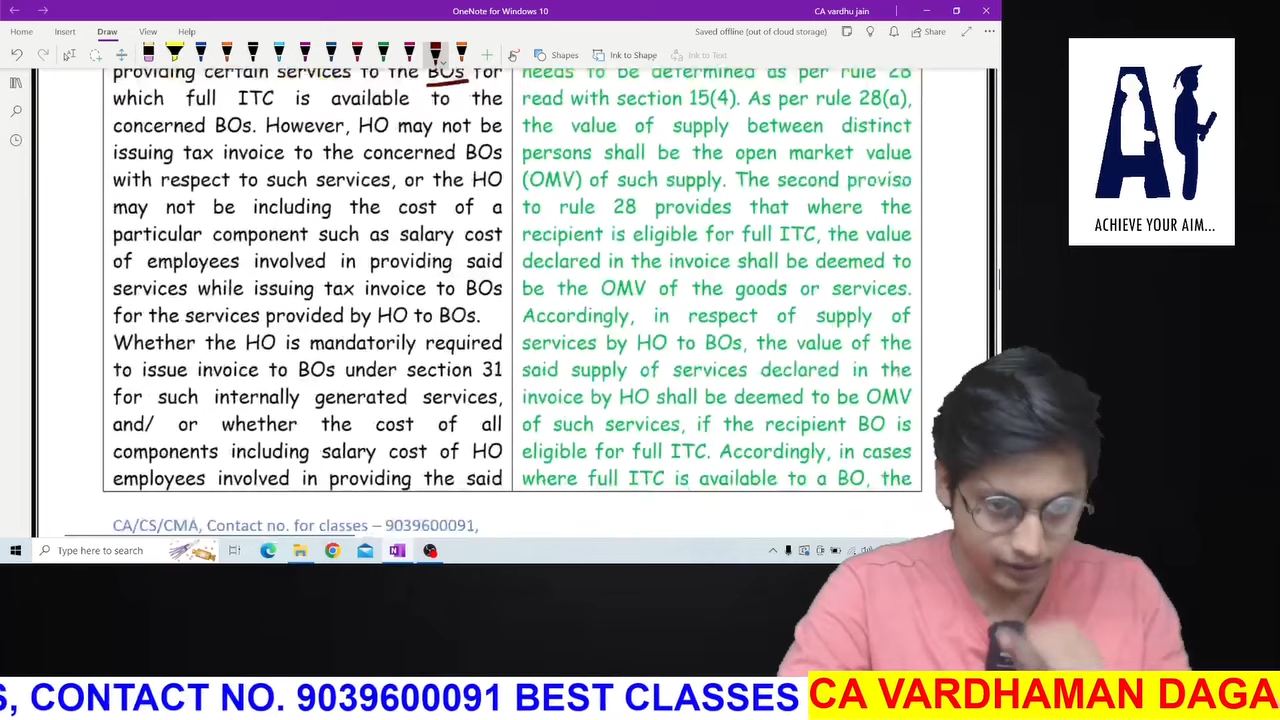 OneNote for Windows 10
CA vardhu jain
Home Insert Draw View Help
Saved offline (out of cloud storage)
Share
Shapes
Ink to Shape
Ink to Text
providing certain services to the BOs for
which full ITC is available to the
concerned BOs. However, HO may not be
issuing tax invoice to the concerned BOs
with respect to such services, or the HO
may not be including the cost of a
particular component such as salary cost
of employees involved in providing said
services while issuing tax invoice to BOs
for the services provided by HO to BOs.
Whether the HO is mandatorily required
to issue invoice to BOs under section 31
for such internally generated services,
and/ or whether the cost of all
components including salary cost of HO
employees involved in providing the said
needs to be determined as per rule 28
read with section 15(4). As per rule 28(a),
the value of supply between distinct
persons shall be the open market value
(OMV) of such supply. The second proviso
to rule 28 provides that where the
recipient is eligible for full ITC, the value
declared in the invoice shall be deemed to
be the OMV of the goods or services.
Accordingly, in respect of supply of
services by HO to BOs, the value of the
said supply of services declared in the
invoice by HO shall be deemed to be OMV
of such services, if the recipient BO is
eligible for full ITC. Accordingly, in cases
where full ITC is available to a BO, the
CA/CS/CMA, Contact no. for classes – 9039600091,
Type here to search
ACHIEVE YOUR AIM...
S, CONTACT NO. 9039600091 BEST CLASSES
CA VARDHAMAN DAGA